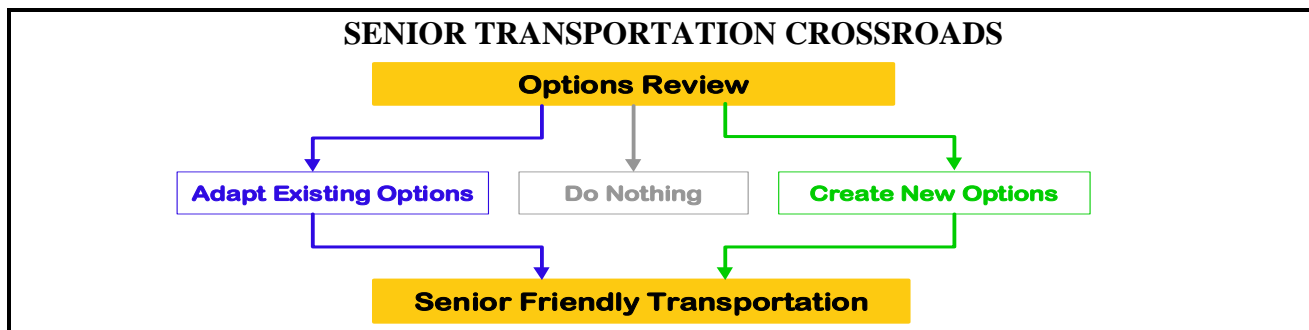 SENIOR TRANSPORTATION CROSSROADS
Options Review
Adapt Existing Options
Do Nothing
Create New Options
Senior Friendly Transportation